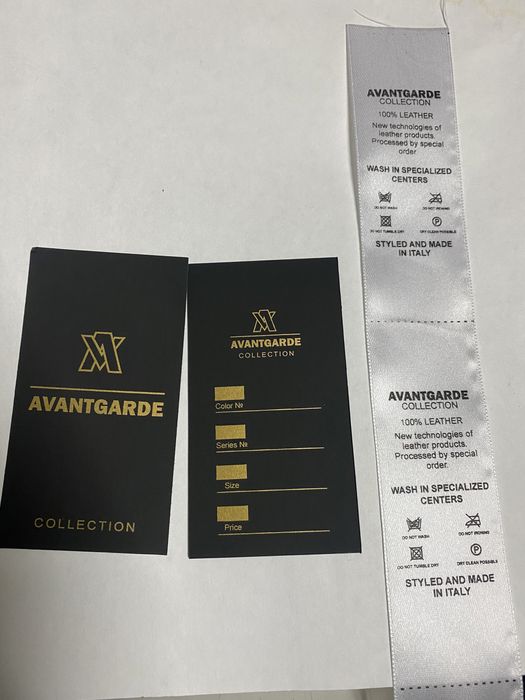 AVANTGARDE
COLLECTION
AVANTGARDE
COLLECTION
Color №
Series №
Size
Price
AVANTGARDE
COLLECTION
100% LEATHER
New technologies of
leather products.
Processed by special
order
WASH IN SPECIALIZED
CENTERS
DO NOT WASH
DO NOT IRONING
DO NOT TUMBLE DRY
DRY CLEAN POSSIBLE
STYLED AND MADE
IN ITALY
AVANTGARDE
COLLECTION
100% LEATHER
New technologies of
leather products.
Processed by special
order.
WASH IN SPECIALIZED
CENTERS
DO NOT WASH
DO NOT IRONING
DO NOT TUMBLE DRY
DRY CLEAN POSSIBLE
STYLED AND MADE
IN ITALY